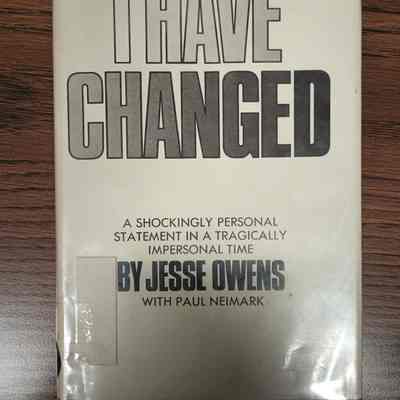 I HAVE
CHANGED
A SHOCKINGLY PERSONAL
STATEMENT IN A TRAGICALLY
IMPERSONAL TIME
BY JESSE OWENS
WITH PAUL NEIMARK